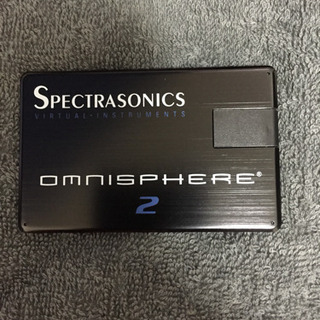 SPECTRASONICS
VIRTUAL•INSTRUMENTS
OMNISPHERE®
2